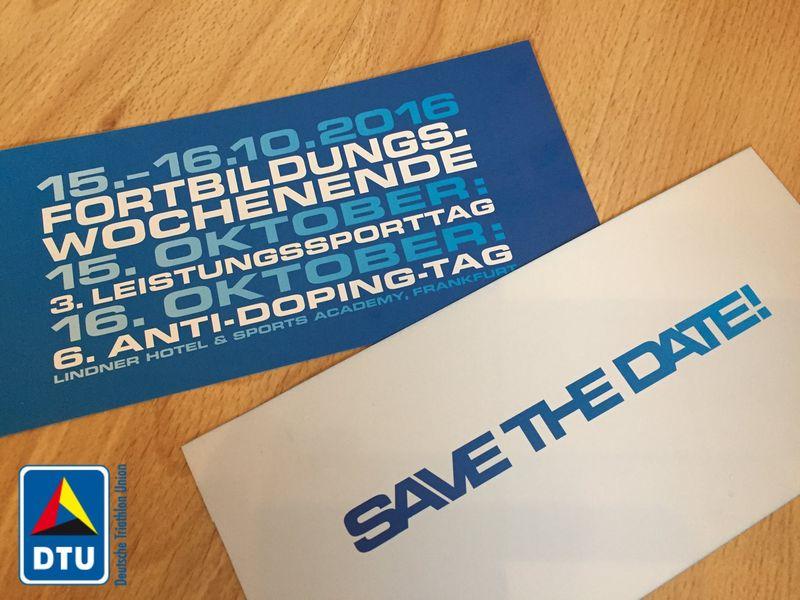 15.-16.10.2016
FORTBILDUNGS-
WOCHENENDE
15. OKTOBER:
3. LEISTUNGSSPORTTAG
16. OKTOBER:
6. ANTI-DOPING-TAG
LINDNER HOTEL & SPORTS ACADEMY, FRANKFURT
SAVE THE DATE!
DTU
Deutsche Triathlon Union